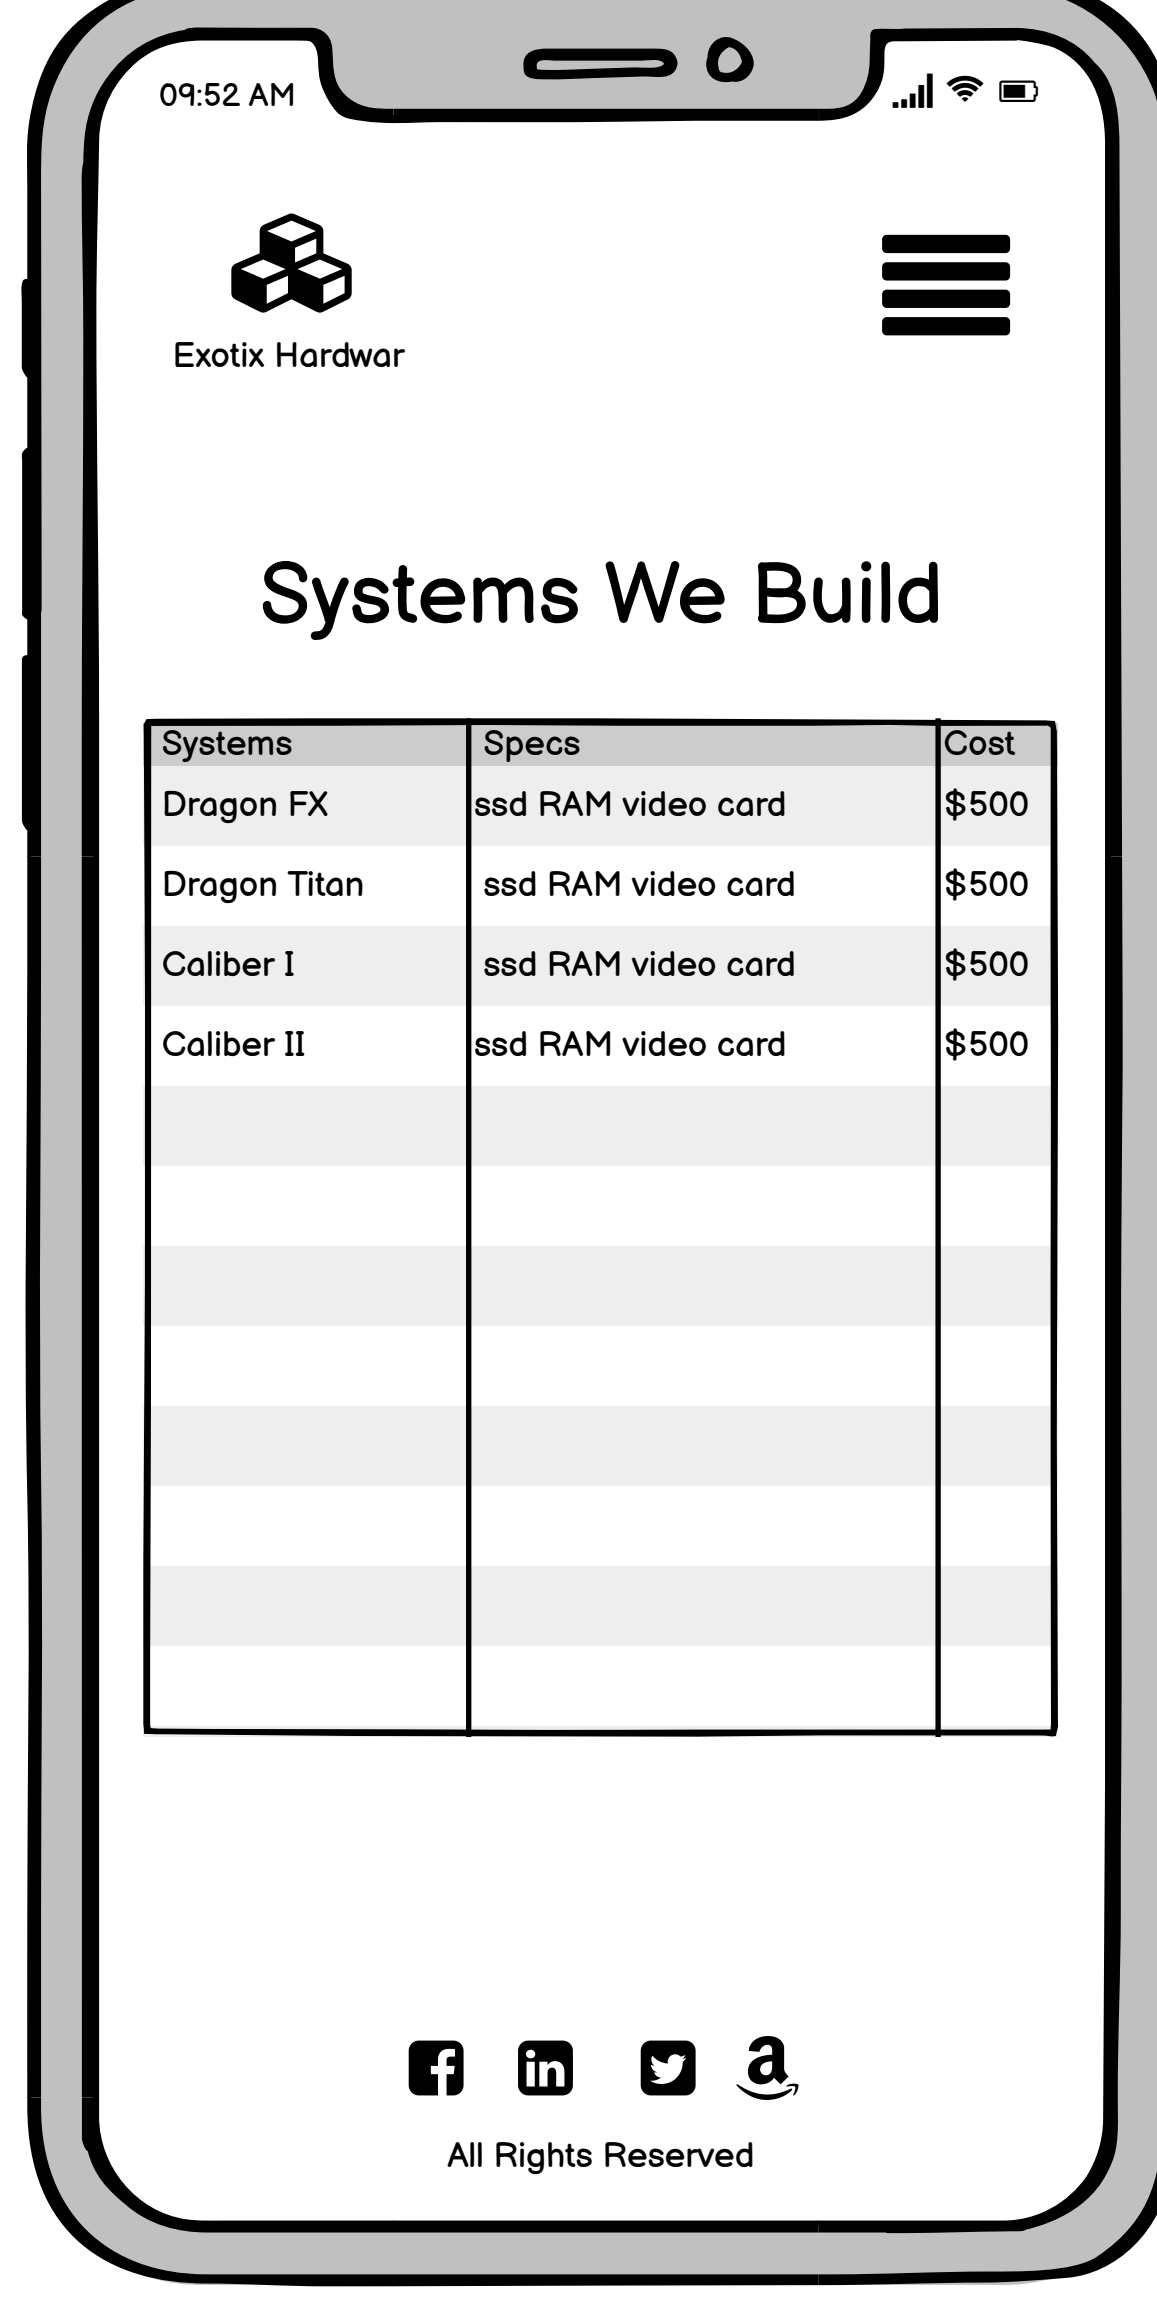 09:52 AM
Exotix Hardwar
Systems We Build
Systems Specs Cost
Dragon FX ssd RAM video card $500
Dragon Titan ssd RAM video card $500
Caliber I ssd RAM video card $500
Caliber II ssd RAM video card $500
All Rights Reserved